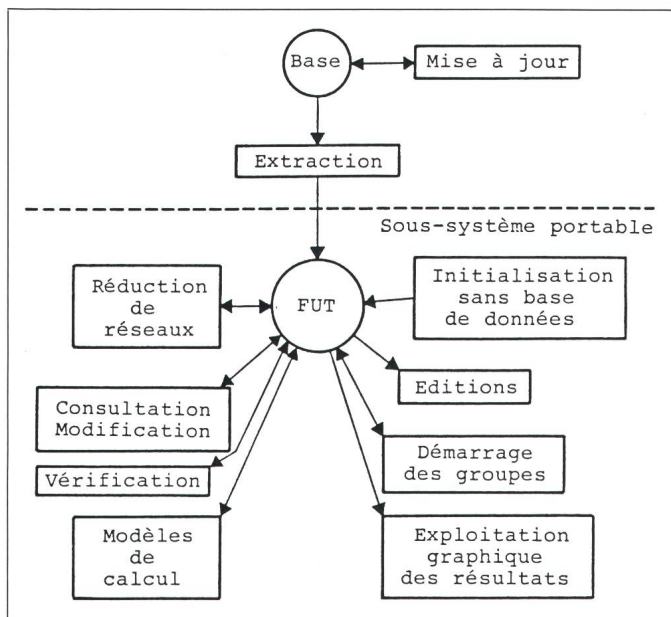 Base
Mise à jour
Extraction
Sous-système portable
Réduction
de
réseaux
FUT
Initialisation
sans base
de données
Consultation
Modification
Editions
Vérification
Démarrage
des groupes
Modèles
de
calcul
Exploitation
graphique
des résultats